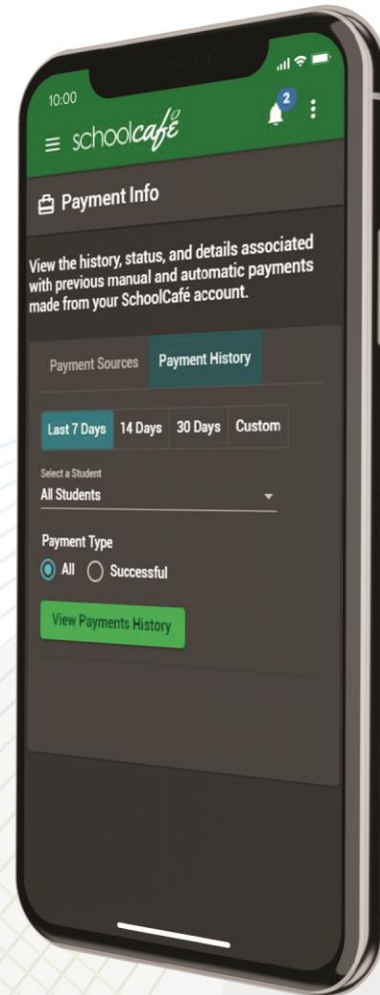 10:00
schoolcafé
2
Payment Info
View the history, status, and details associated
with previous manual and automatic payments
made from your SchoolCafé account.
Payment Sources Payment History
Last 7 Days 14 Days 30 Days Custom
Select a Student
All Students
Payment Type
All Successful
View Payments History